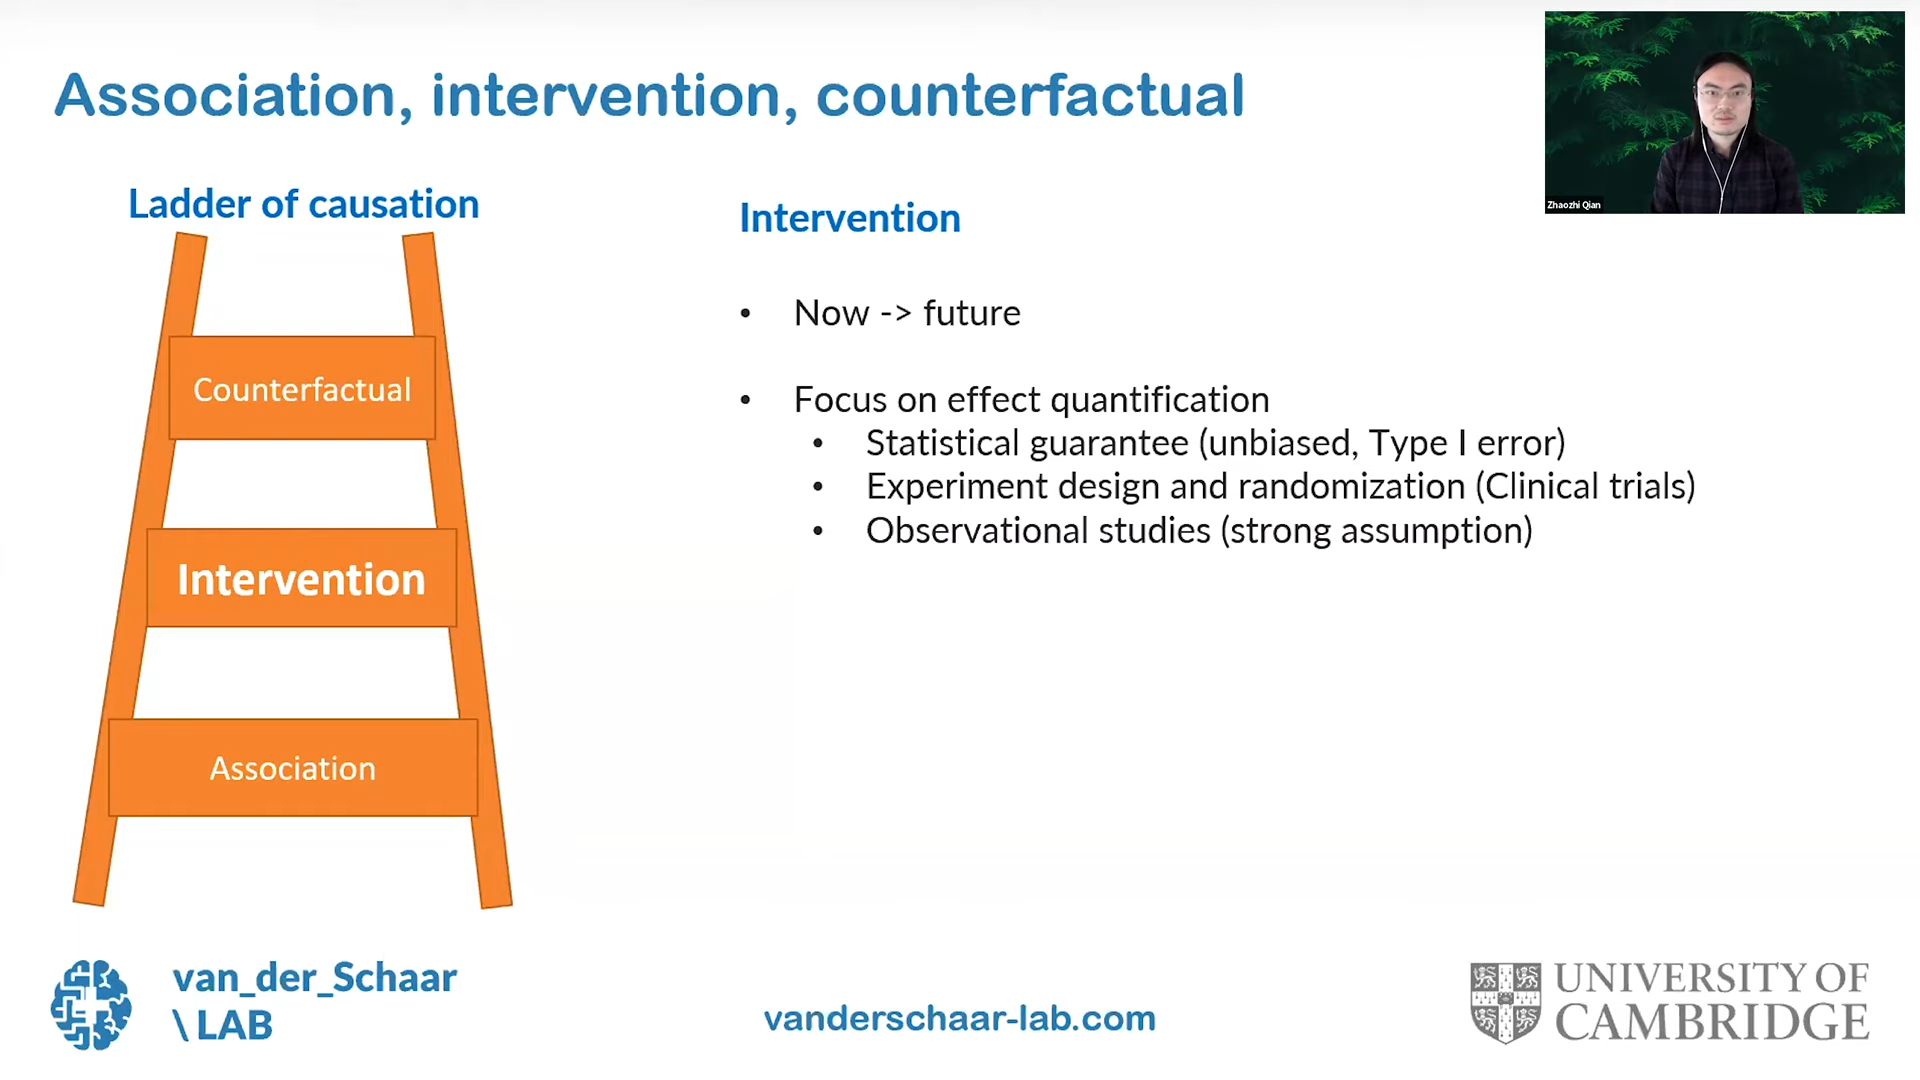 Association, intervention, counterfactual
Zhaozhi Qian
Ladder of causation
Counterfactual
Intervention
Association
Intervention
• Now -> future
• Focus on effect quantification
• Statistical guarantee (unbiased, Type I error)
• Experiment design and randomization (Clinical trials)
• Observational studies (strong assumption)
van_der_Schaar
\ LAB
vanderschaar-lab.com
UNIVERSITY OF
CAMBRIDGE